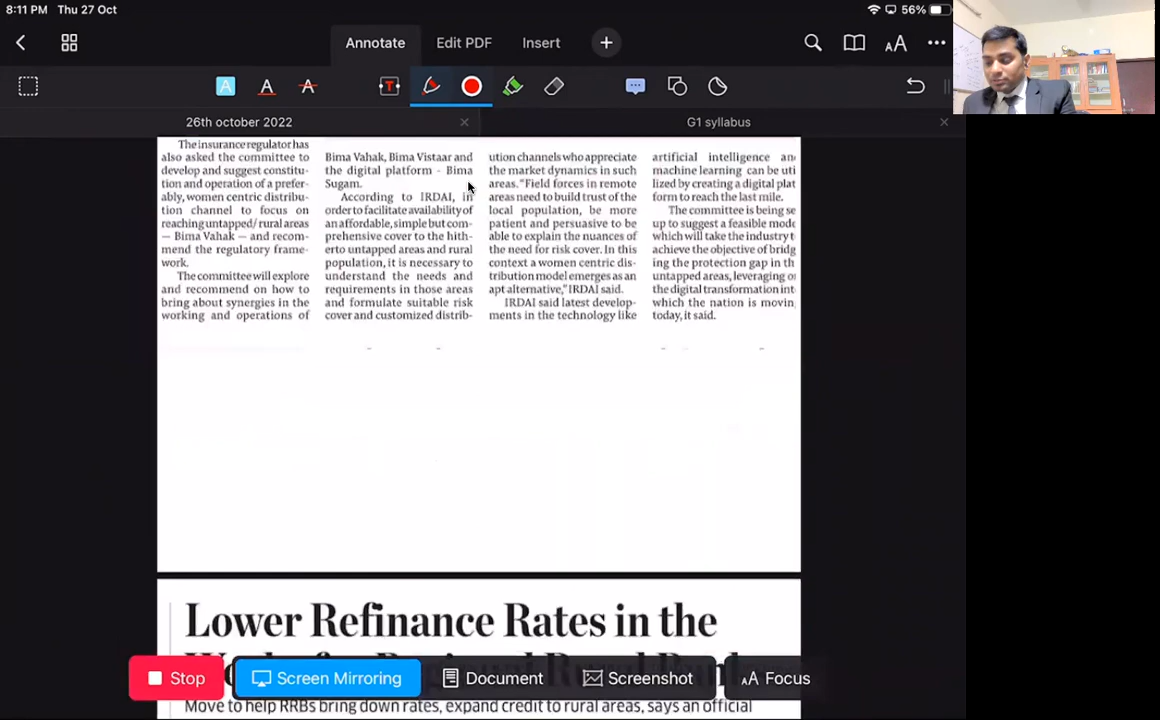 8:11 PM Thu 27 Oct
56%
Annotate
Edit PDF
Insert
26th october 2022
G1 syllabus
The insurance regulator has
also asked the committee to
develop and suggest constitu-
tion and operation of a prefer-
ably, women centric distribu-
tion channel to focus on
reaching untapped/ rural areas
— Bima Vahak — and recom-
mend the regulatory frame-
work.
The committee will explore
and recommend on how to
bring about synergies in the
working and operations of
Bima Vahak, Bima Vistaar and
the digital platform - Bima
Sugam.
According to IRDAI, in
order to facilitate availability of
an affordable, simple but com-
prehensive cover to the hith-
erto untapped areas and rural
population, it is necessary to
understand the needs and
requirements in those areas
and formulate suitable risk
cover and customized distrib-
ution channels who appreciate
the market dynamics in such
areas. "Field forces in remote
areas need to build trust of the
local population, be more
patient and persuasive to be
able to explain the nuances of
the need for risk cover. In this
context a women centric dis-
tribution model emerges as an
apt alternative," IRDAI said.
IRDAI said latest develop-
ments in the technology like
artificial intelligence an
machine learning can be uti
lized by creating a digital plat
form to reach the last mile.
The committee is being se
up to suggest a feasible mode
which will take the industry t
achieve the objective of bridg
ing the protection gap in th
untapped areas, leveraging o
the digital transformation int
which the nation is movin
today, it said.
Lower Refinance Rates in the
Move to help RRBs bring down rates, expand credit to rural areas, says an official
Stop
Screen Mirroring
Document
Screenshot
AA Focus